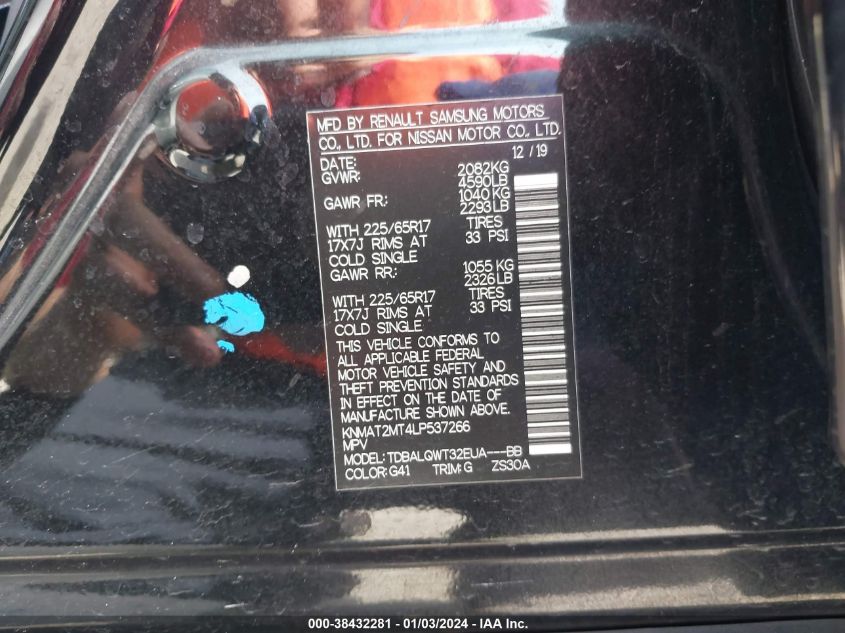 MFD BY RENAULT SAMSUNG MOTORS
CO., LTD. FOR NISSAN MOTOR CO., LTD.
DATE: 12 / 19
GVWR: 2082KG
4590LB
GAWR FR: 1040 KG
2293 LB
WITH 225/65R17 TIRES
17X7J RIMS AT 33 PSI
COLD SINGLE
GAWR RR: 1055 KG
2326 LB
WITH 225/65R17 TIRES
17X7J RIMS AT 33 PSI
COLD SINGLE
THIS VEHICLE CONFORMS TO
ALL APPLICABLE FEDERAL
MOTOR VEHICLE SAFETY AND
THEFT PREVENTION STANDARDS
IN EFFECT ON THE DATE OF
MANUFACTURE SHOWN ABOVE.
KNMAT2MT4LP537266
MPV
MODEL: TDBALQWT32EUA---BB
COLOR: G41 TRIM: G ZS30A
000-38432281 - 01/03/2024 - IAA Inc.